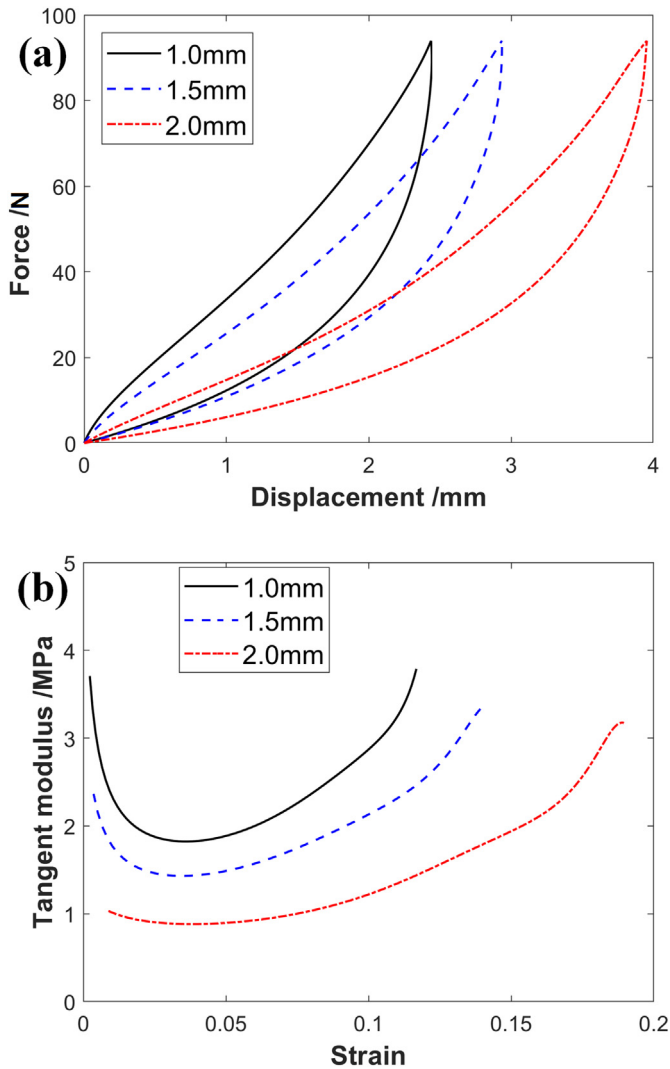 (a)
1.0mm
1.5mm
2.0mm
100
80
60
40
20
0
Force /N
0 1 2 3 4
Displacement /mm
(b)
1.0mm
1.5mm
2.0mm
5
4
3
2
1
0
Tangent modulus /MPa
0 0.05 0.1 0.15 0.2
Strain